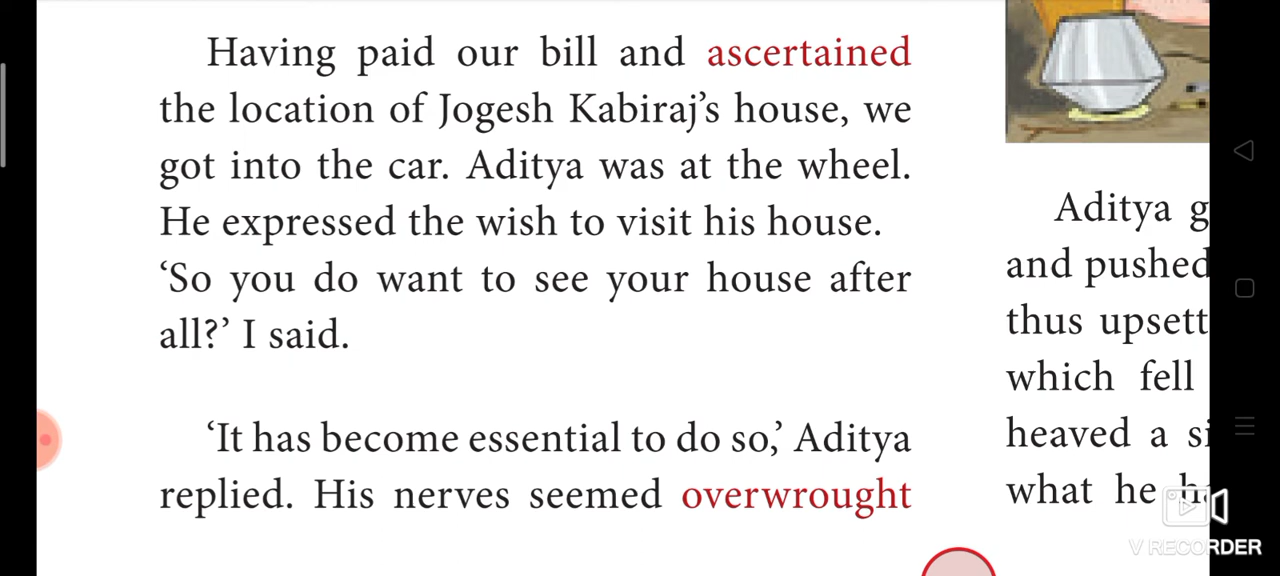 Having paid our bill and ascertained
the location of Jogesh Kabiraj's house, we
got into the car. Aditya was at the wheel.
He expressed the wish to visit his house.
‘So you do want to see your house after
all?’ I said.
‘It has become essential to do so,’ Aditya
replied. His nerves seemed overwrought
Aditya
and pushed
thus
which fell
heaved a
what he
V RECORDER